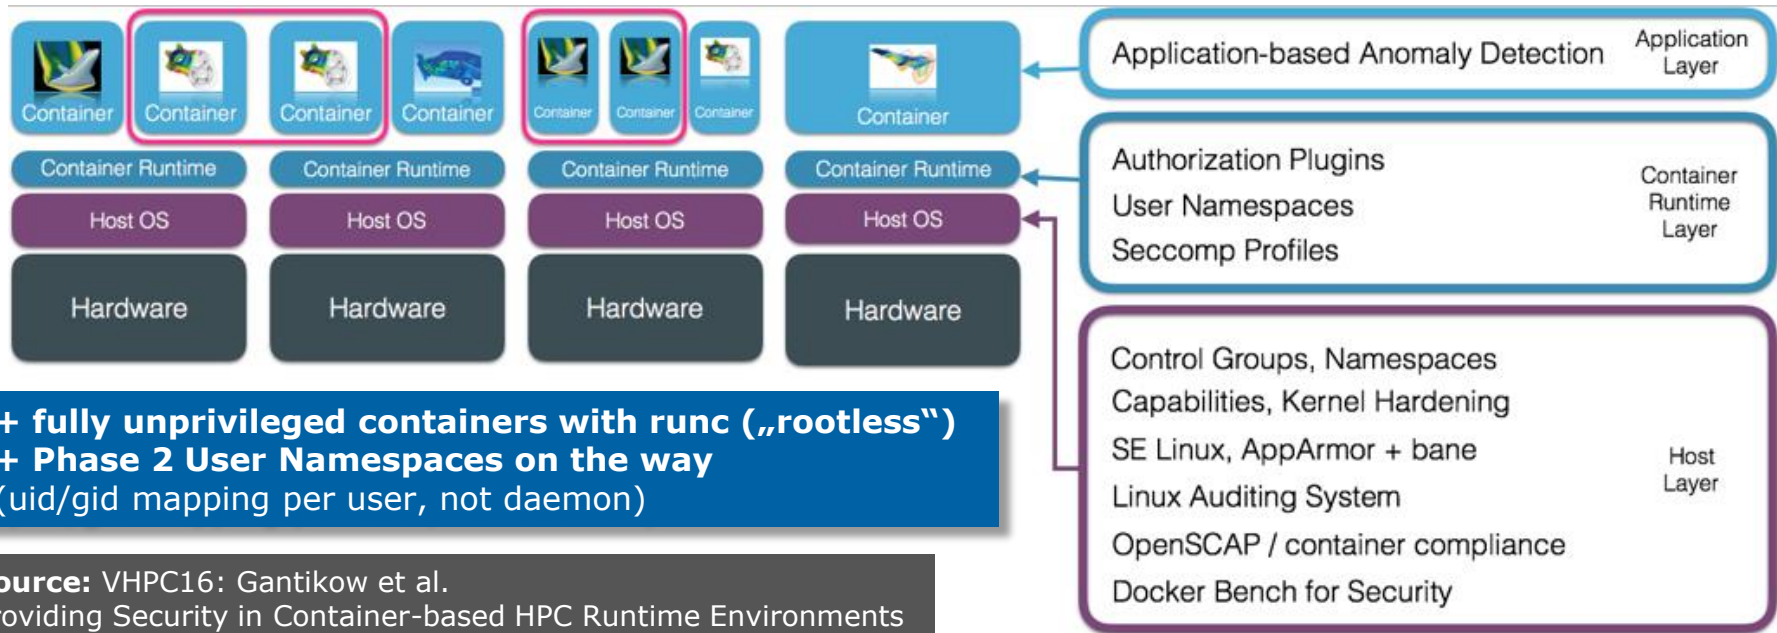 Container
Container
Container
Container
Container
Container
Container
Container
Container Runtime
Container Runtime
Container Runtime
Container Runtime
Host OS
Host OS
Host OS
Host OS
Hardware
Hardware
Hardware
Hardware
+ fully unprivileged containers with runc („rootless“)
+ Phase 2 User Namespaces on the way
(uid/gid mapping per user, not daemon)
ource: VHPC16: Gantikow et al.
roviding Security in Container-based HPC Runtime Environments
Application-based Anomaly Detection
Application
Layer
Authorization Plugins
User Namespaces
Seccomp Profiles
Container
Runtime
Layer
Control Groups, Namespaces
Capabilities, Kernel Hardening
SE Linux, AppArmor + bane
Linux Auditing System
OpenSCAP / container compliance
Docker Bench for Security
Host
Layer